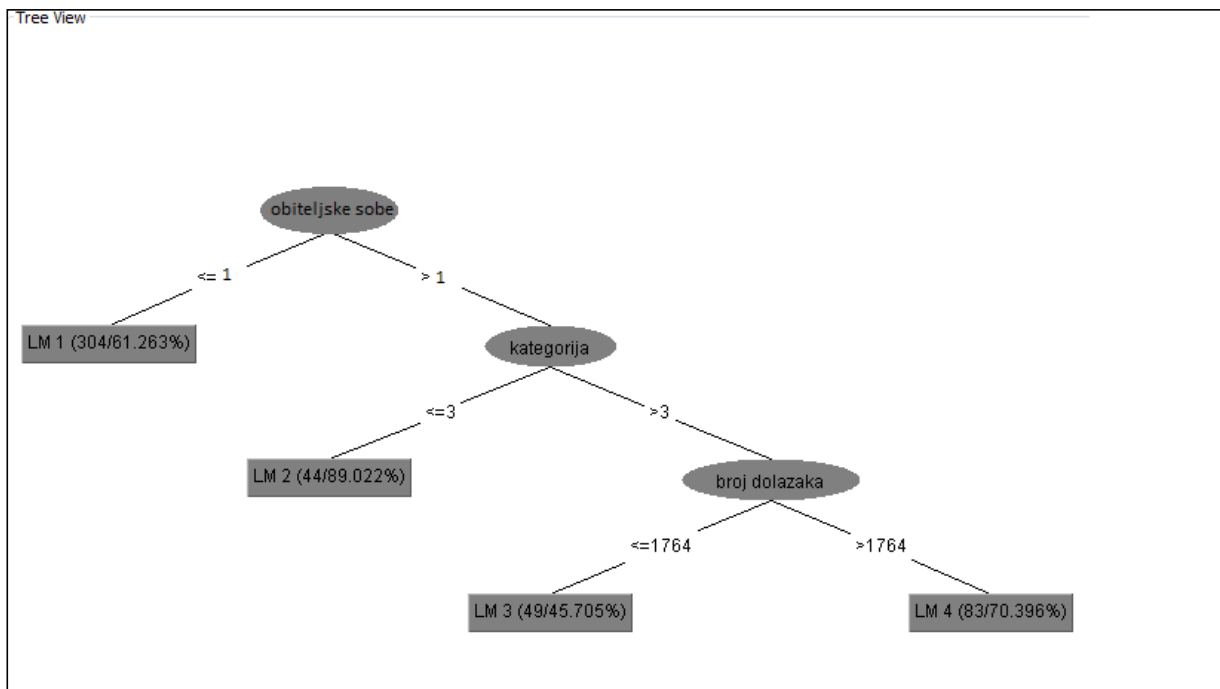 Tree View
obiteljske sobe
<= 1
> 1
LM 1 (304/61.263%)
kategorija
<=3
>3
LM 2 (44/89.022%)
broj dolazaka
<=1764
>1764
LM 3 (49/45.705%)
LM 4 (83/70.396%)